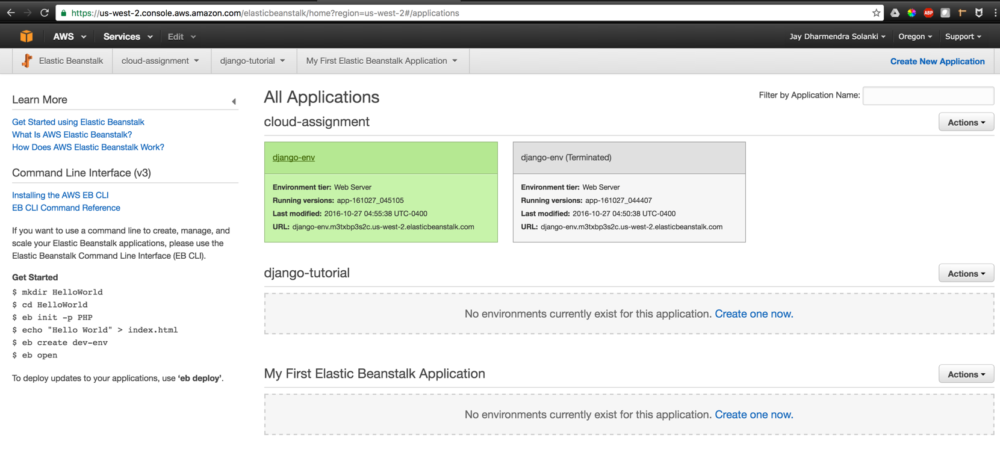 https://us-west-2.console.aws.amazon.com/elasticbeanstalk/home?region=us-west-2#/applications
ABP
AWS Services Edit Jay Dharmendra Solanki Oregon Support
Elastic Beanstalk cloud-assignment django-tutorial My First Elastic Beanstalk Application Create New Application
Learn More
Get Started using Elastic Beanstalk
What Is AWS Elastic Beanstalk?
How Does AWS Elastic Beanstalk Work?
Command Line Interface (v3)
Installing the AWS EB CLI
EB CLI Command Reference
If you want to use a command line to create, manage, and
scale your Elastic Beanstalk applications, please use the
Elastic Beanstalk Command Line Interface (EB CLI).
Get Started
$ mkdir HelloWorld
$ cd HelloWorld
$ eb init -p PHP
$ echo "Hello World" > index.html
$ eb create dev-env
$ eb open
To deploy updates to your applications, use ‘eb deploy’.
All Applications
Filter by Application Name:
cloud-assignment
Actions
django-env
Environment tier: Web Server
Running versions: app-161027_045105
Last modified: 2016-10-27 04:55:38 UTC-0400
URL: django-env.m3txbp3s2c.us-west-2.elasticbeanstalk.com
django-env (Terminated)
Environment tier: Web Server
Running versions: app-161027_044407
Last modified: 2016-10-27 04:50:38 UTC-0400
URL: django-env.m3txbp3s2c.us-west-2.elasticbeanstalk.com
django-tutorial
Actions
No environments currently exist for this application. Create one now.
My First Elastic Beanstalk Application
Actions
No environments currently exist for this application. Create one now.